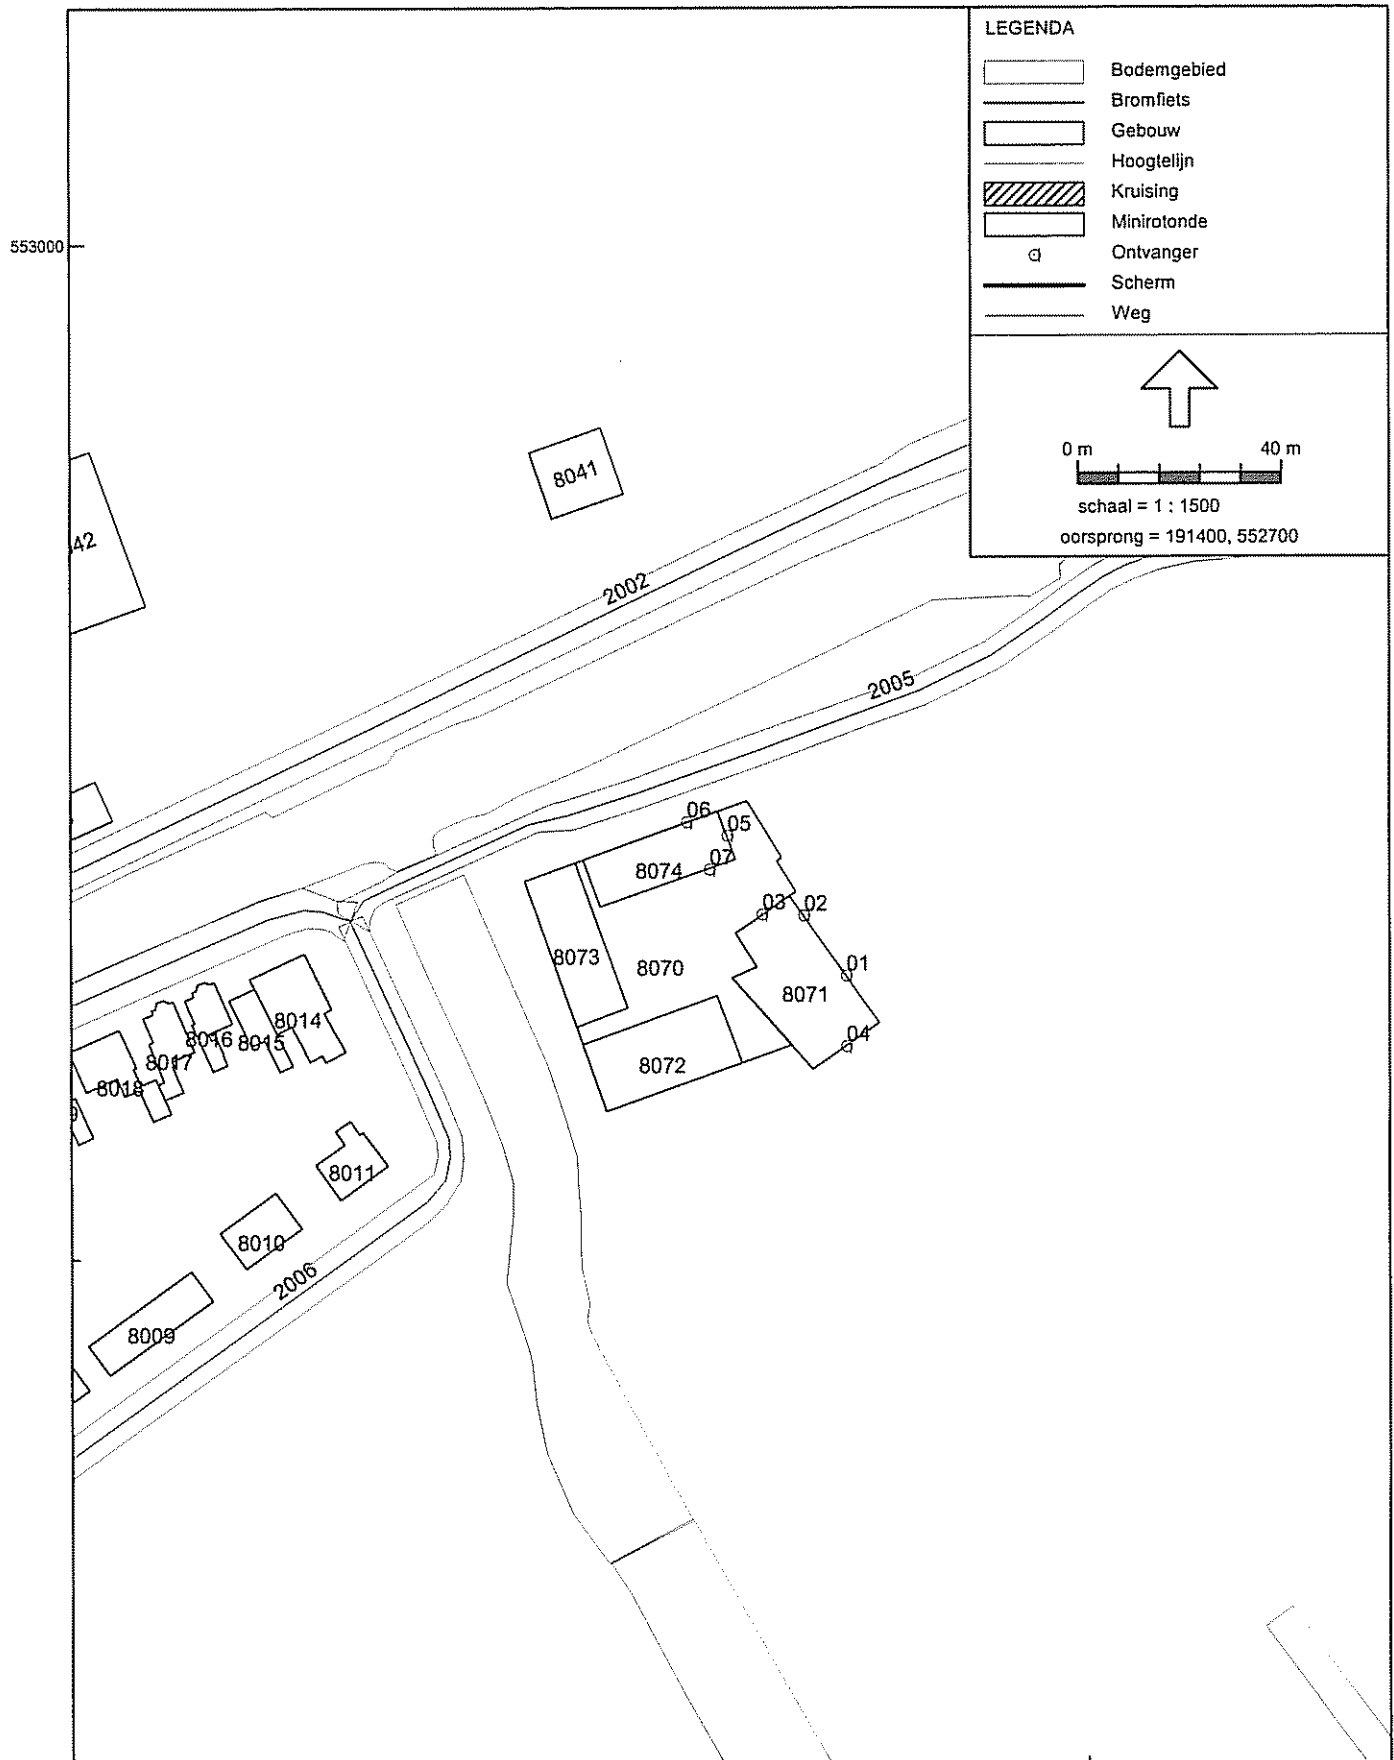 LEGENDA
Bodemgebied
Bromfiets
Gebouw
Hoogtelijn
Kruising
Minirotonde
Ontvanger
Scherm
Weg
553000
0 m 40 m
schaal = 1 : 1500
oorsprong = 191400, 552700
8041
42
2002
2005
06
05
07
8074
03
02
8073
8070
01
8071
04
8072
8014
8016
8015
8017
8018
8011
8010
2006
8009